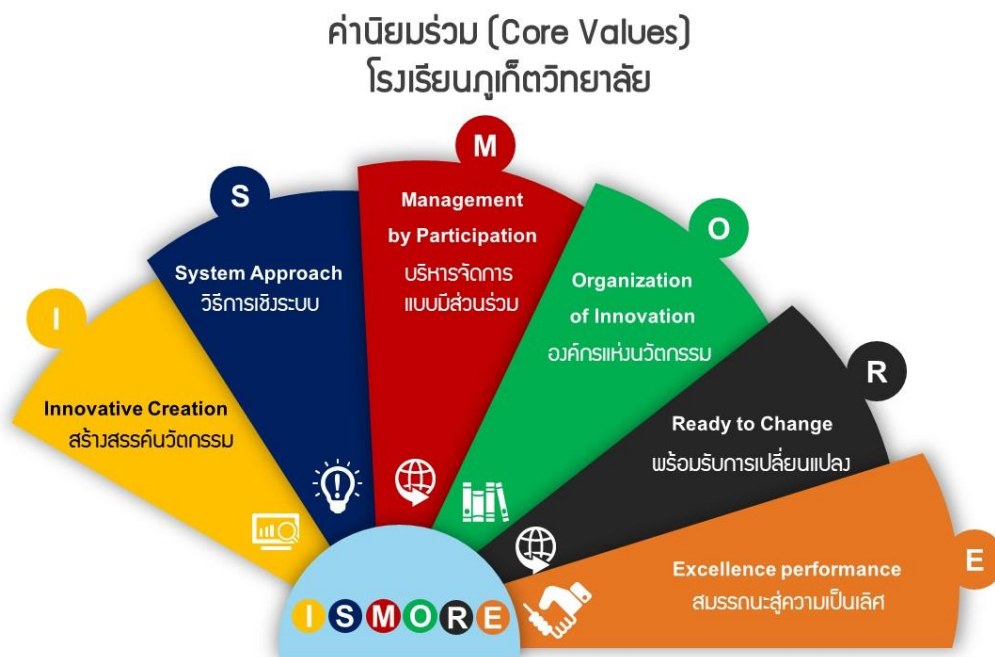 ค่านิยมร่วม (Core Values)
โรงเรียนภูเก็ตวิทยาลัย
I
Innovative Creation
สร้างสรรค์นวัตกรรม
S
System Approach
วิธีการเชิงระบบ
M
Management
by Participation
บริหารจัดการ
แบบมีส่วนร่วม
O
Organization
of Innovation
องค์กรแห่งนวัตกรรม
R
Ready to Change
พร้อมรับการเปลี่ยนแปลง
E
Excellence performance
สมรรถนะสู่ความเป็นเลิศ
ISMORE